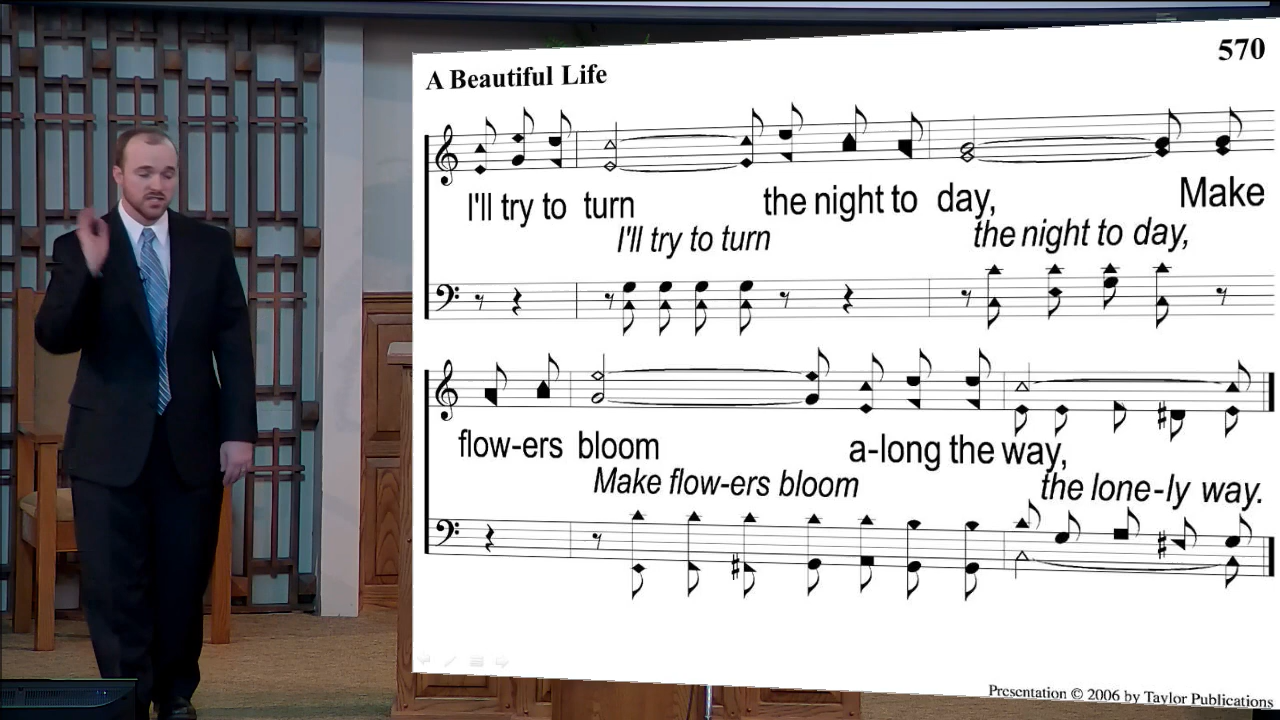 570
A Beautiful Life
I'll try to turn the night to day, Make
I'll try to turn the night to day,
flow-ers bloom a-long the way,
Make flow-ers bloom the lone-ly way.
Presentation © 2006 by Taylor Publications